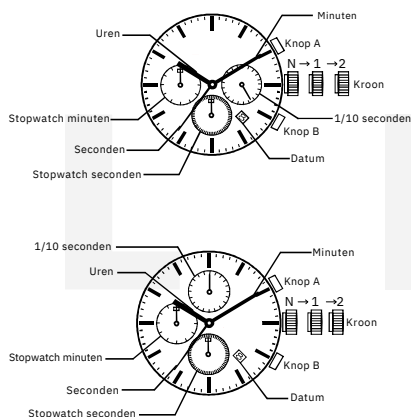 Minuten
Uren
Knop A
N → 1 → 2
Kroon
Stopwatch minuten
1/10 seconden
Knop B
Seconden
Datum
Stopwatch seconden
1/10 seconden
Minuten
Uren
Knop A
N → 1 → 2
Kroon
Stopwatch minuten
Knop B
Seconden
Datum
Stopwatch seconden